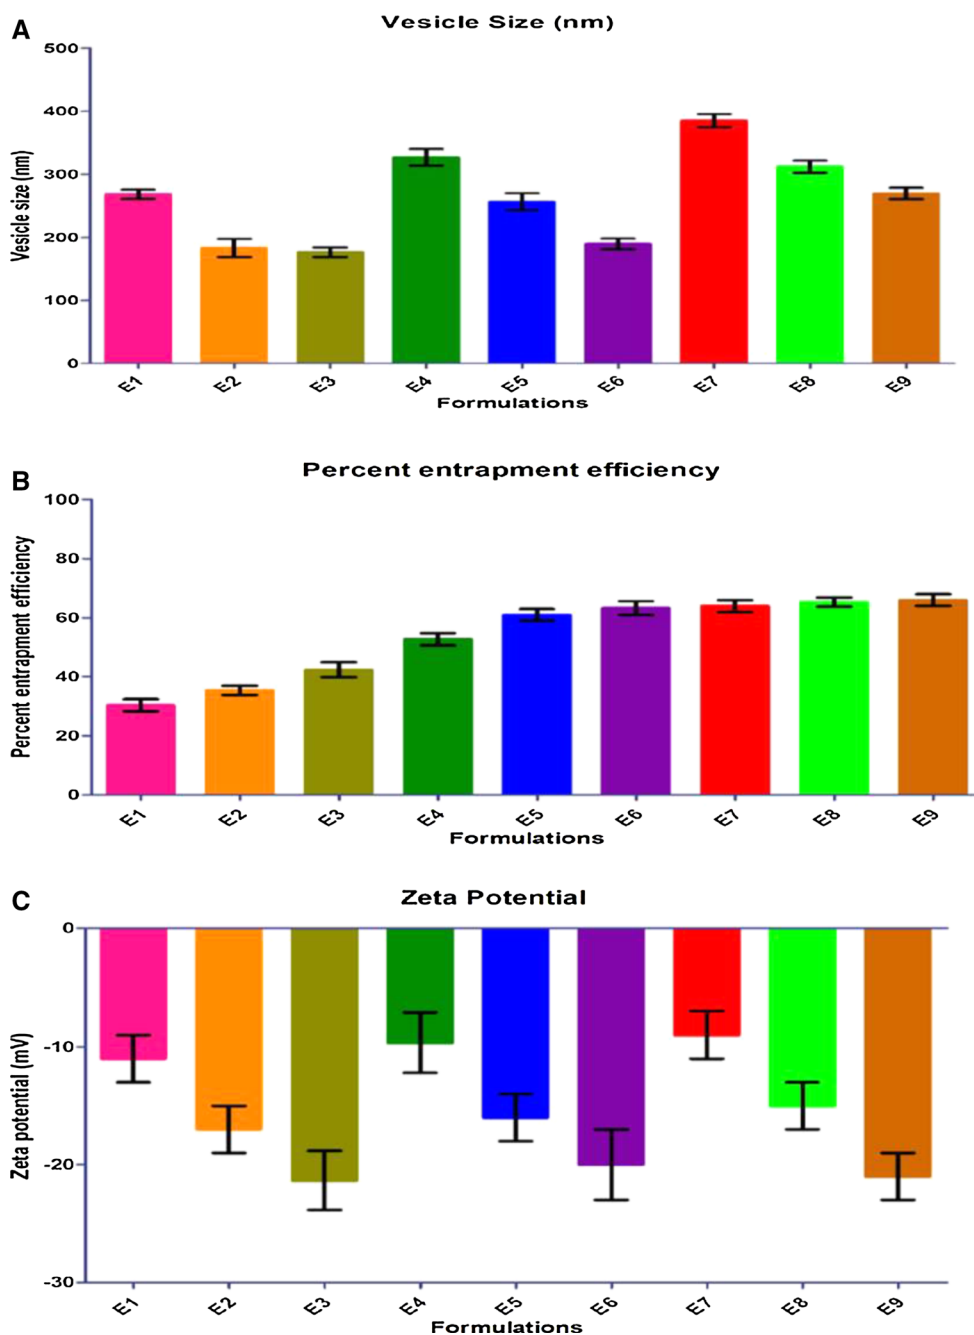 A
Vesicle Size (nm)
Vesicle size (nm)
500
400
300
200
100
0
E1 E2 E3 E4 E5 E6 E7 E8 E9
Formulations
B
Percent entrapment efficiency
Percent entrapment efficiency
100
80
60
40
20
0
E1 E2 E3 E4 E5 E6 E7 E8 E9
Formulations
C
Zeta Potential
Zeta potential (mV)
0
-10
-20
-30
E1 E2 E3 E4 E5 E6 E7 E8 E9
Formulations